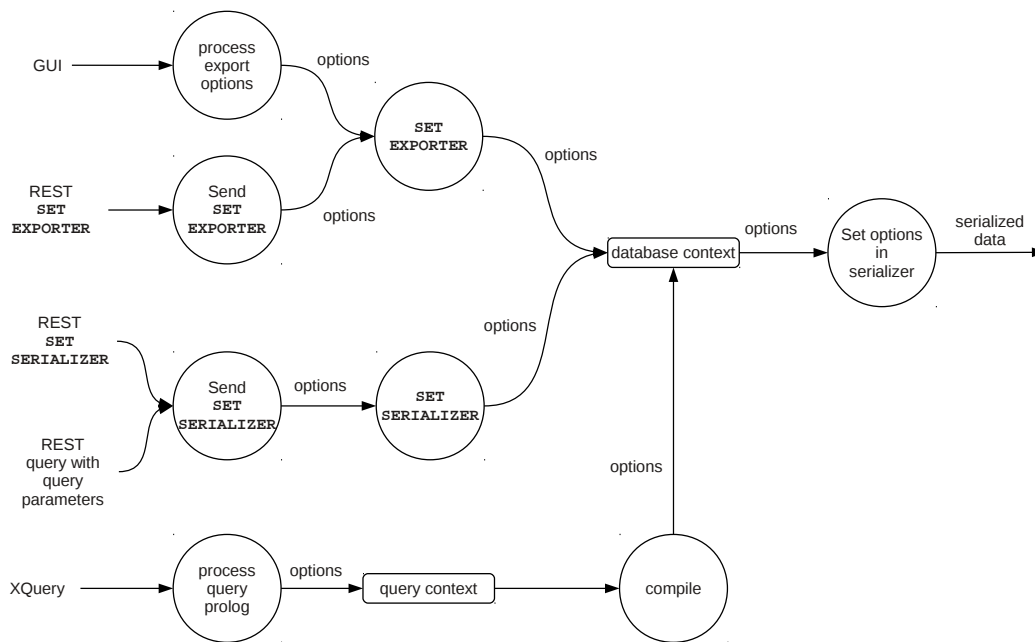 GUI
process
export
options
options
SET
EXPORTER
REST
SET
EXPORTER
Send
SET
EXPORTER
options
options
database context
options
Set options
in
serializer
serialized
data
REST
SET
SERIALIZER
REST
query with
query
parameters
Send
SET
SERIALIZER
options
SET
SERIALIZER
options
options
XQuery
process
query
prolog
options
query context
compile